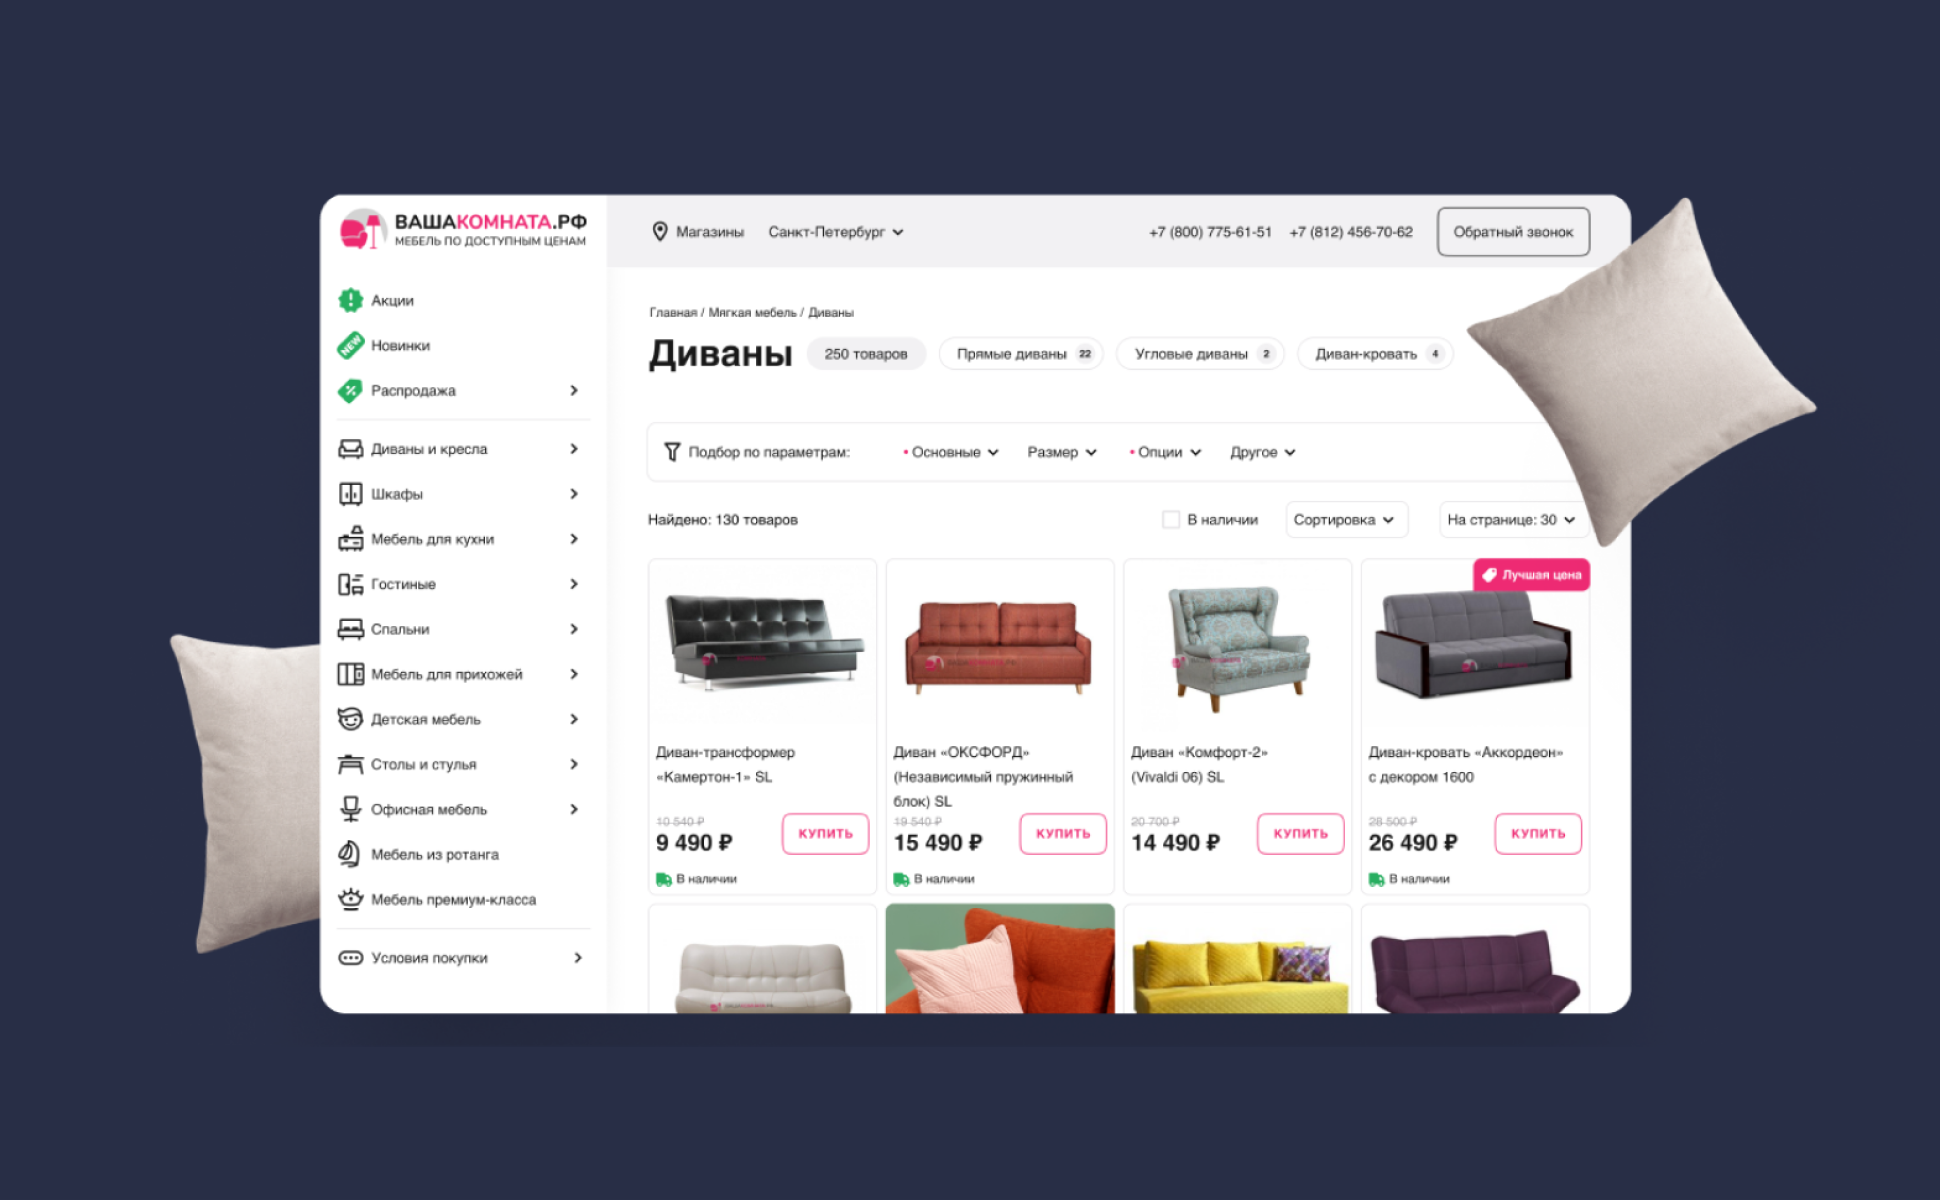 ВАШАКОМНАТА.РФ
МЕБЕЛЬ ПО ДОСТУПНЫМ ЦЕНАМ
Магазины
Санкт-Петербург
+7 (800) 775-61-51
+7 (812) 456-70-62
Обратный звонок
Акции
NEW
Новинки
Распродажа
Диваны и кресла
Шкафы
Мебель для кухни
Гостиные
Спальни
Мебель для прихожей
Детская мебель
Столы и стулья
Офисная мебель
Мебель из ротанга
Мебель премиум-класса
Условия покупки
Главная / Мягкая мебель / Диваны
Диваны
250 товаров
Прямые диваны 22
Угловые диваны 2
Диван-кровать 4
Подбор по параметрам:
Основные
Размер
Опции
Другое
Найдено: 130 товаров
В наличии
Сортировка
На странице: 30
Диван-трансформер
«Камертон-1» SL
10 540 ₽
9 490 ₽
КУПИТЬ
В наличии
Диван «ОКСФОРД»
(Независимый пружинный
блок) SL
19 540 ₽
15 490 ₽
КУПИТЬ
В наличии
Диван «Комфорт-2»
(Vivaldi 06) SL
20 700 ₽
14 490 ₽
КУПИТЬ
Лучшая цена
Диван-кровать «Аккордеон»
с декором 1600
28 500 ₽
26 490 ₽
КУПИТЬ
В наличии